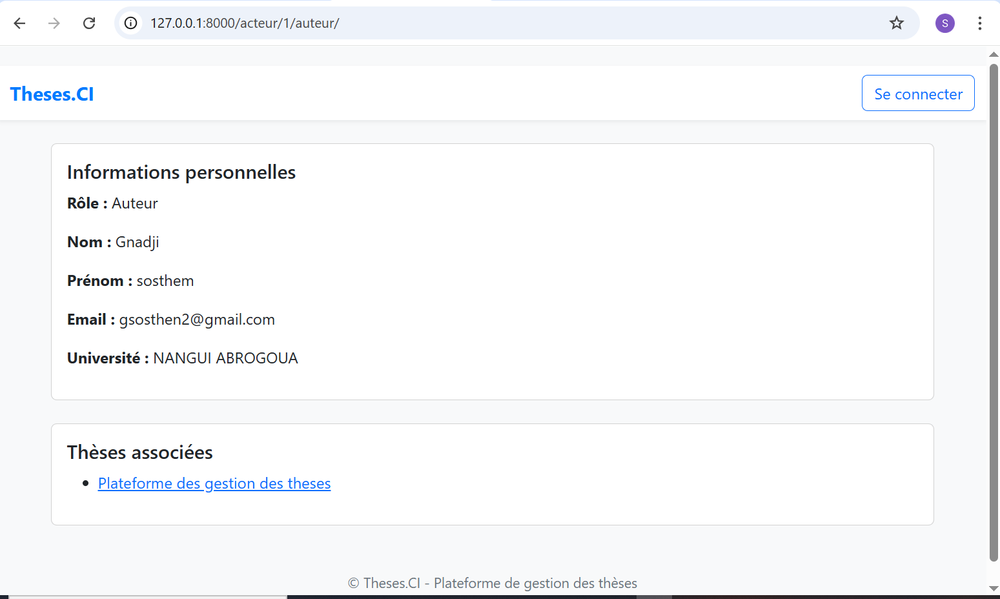 127.0.0.1:8000/acteur/1/auteur/
S
Theses.CI
Se connecter
Informations personnelles
Rôle : Auteur
Nom : Gnadji
Prénom : sosthem
Email : gsosthen2@gmail.com
Université : NANGUI ABROGOUA
Thèses associées
Plateforme des gestion des theses
© Theses.CI - Plateforme de gestion des thèses